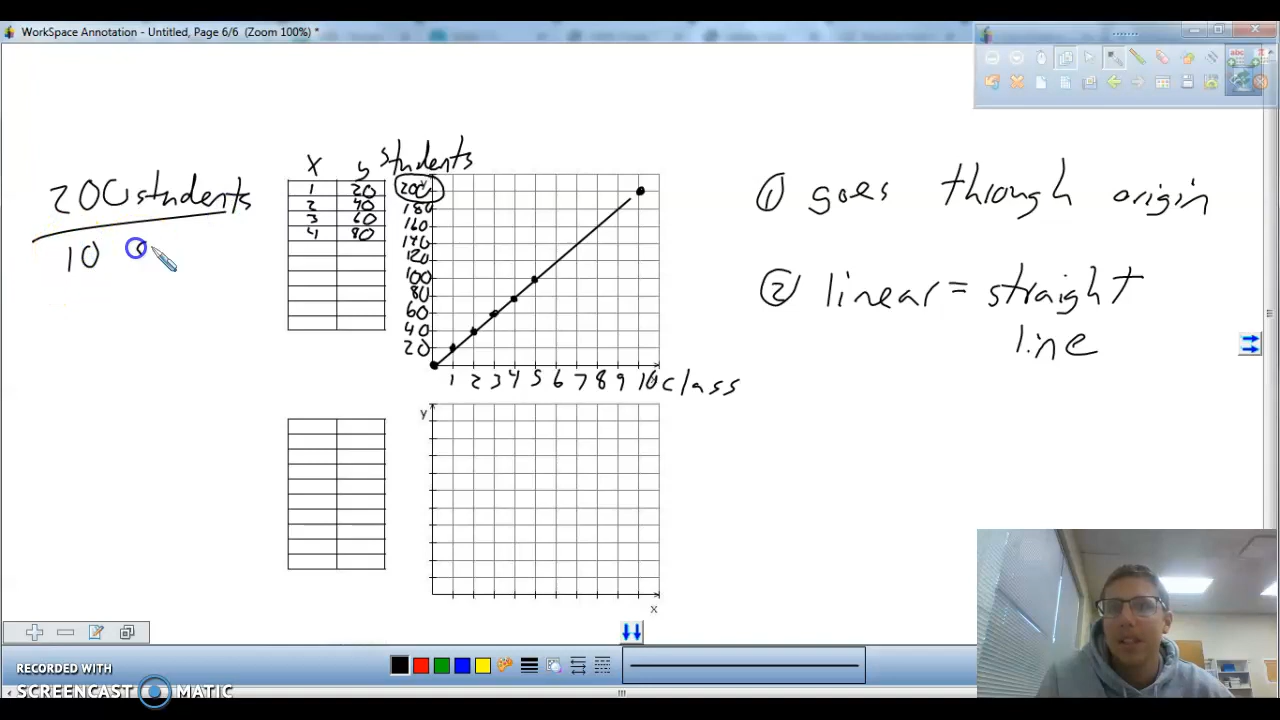 WorkSpace Annotation - Untitled, Page 6/6 (Zoom 100%) *
200 students
10
x y
1 20
2 40
3 60
4 80
students
200
180
160
140
120
100
80
60
40
20
1 2 3 4 5 6 7 8 9 10 class
① goes through origin
② linear = straight
line
y
x
RECORDED WITH
SCREENCAST MATIC